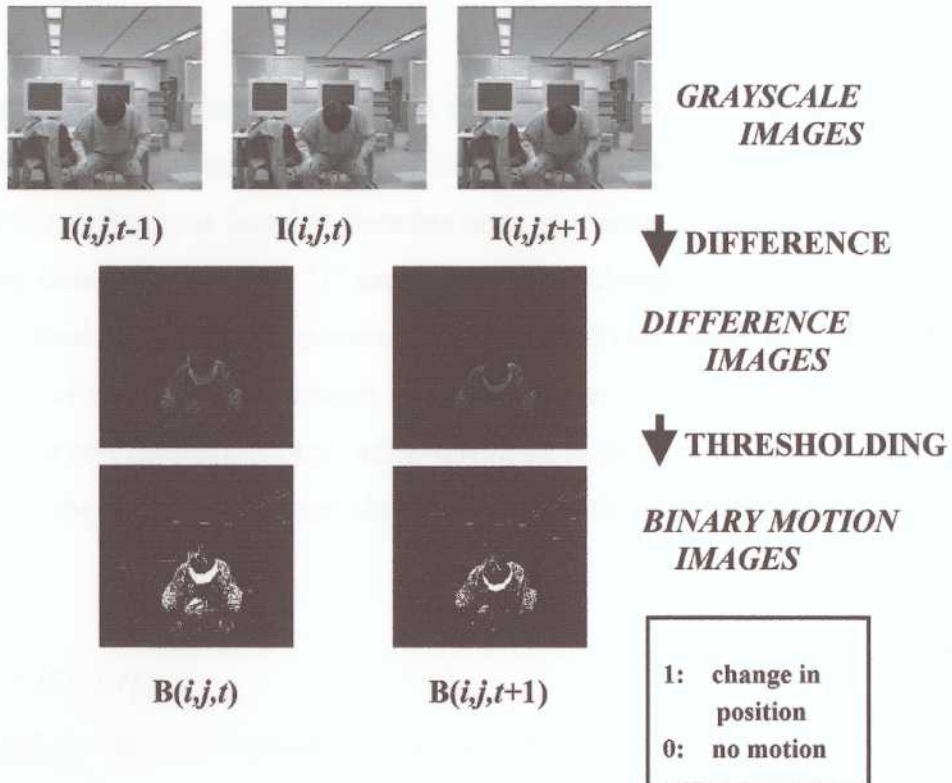 GRAYSCALE
IMAGES
I(i,j,t-1)
I(i,j,t)
I(i,j,t+1)
DIFFERENCE
DIFFERENCE
IMAGES
THRESHOLDING
BINARY MOTION
IMAGES
B(i,j,t)
B(i,j,t+1)
1: change in
position
0: no motion